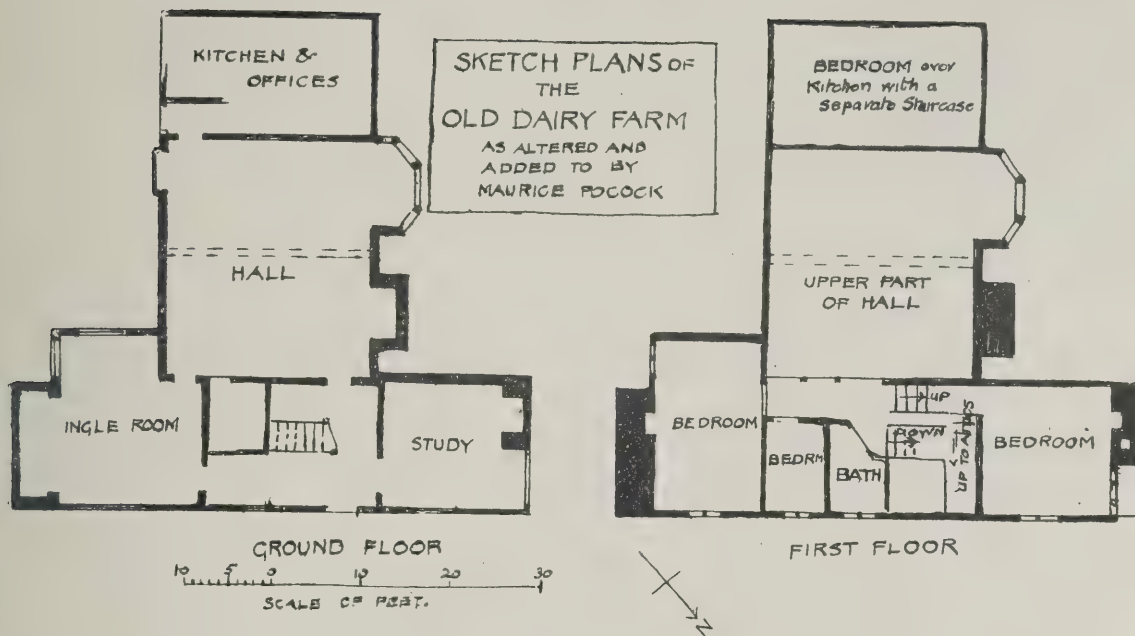 KITCHEN &
OFFICES
SKETCH PLANS OF
THE
OLD DAIRY FARM
AS ALTERED AND
ADDED TO BY
MAURICE POCOCK
BEDROOM over
Kitchen with a
separate Staircase
HALL
UPPER PART
OF HALL
INGLE ROOM
STUDY
BEDROOM
BEDRM
BATH
UP
DOWN
UP TO ATTICS
BEDROOM
GROUND FLOOR
FIRST FLOOR
10 5 0 10 20 30
SCALE OF FEET.
N